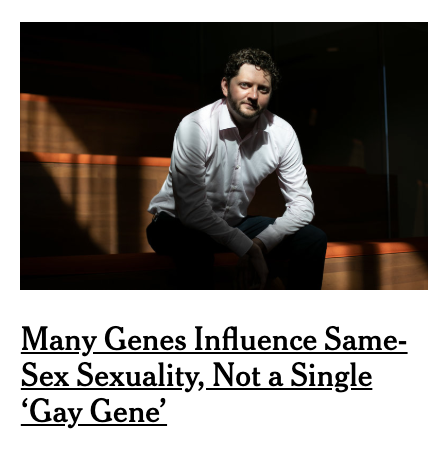 Many Genes Influence Same-
Sex Sexuality, Not a Single
‘Gay Gene’